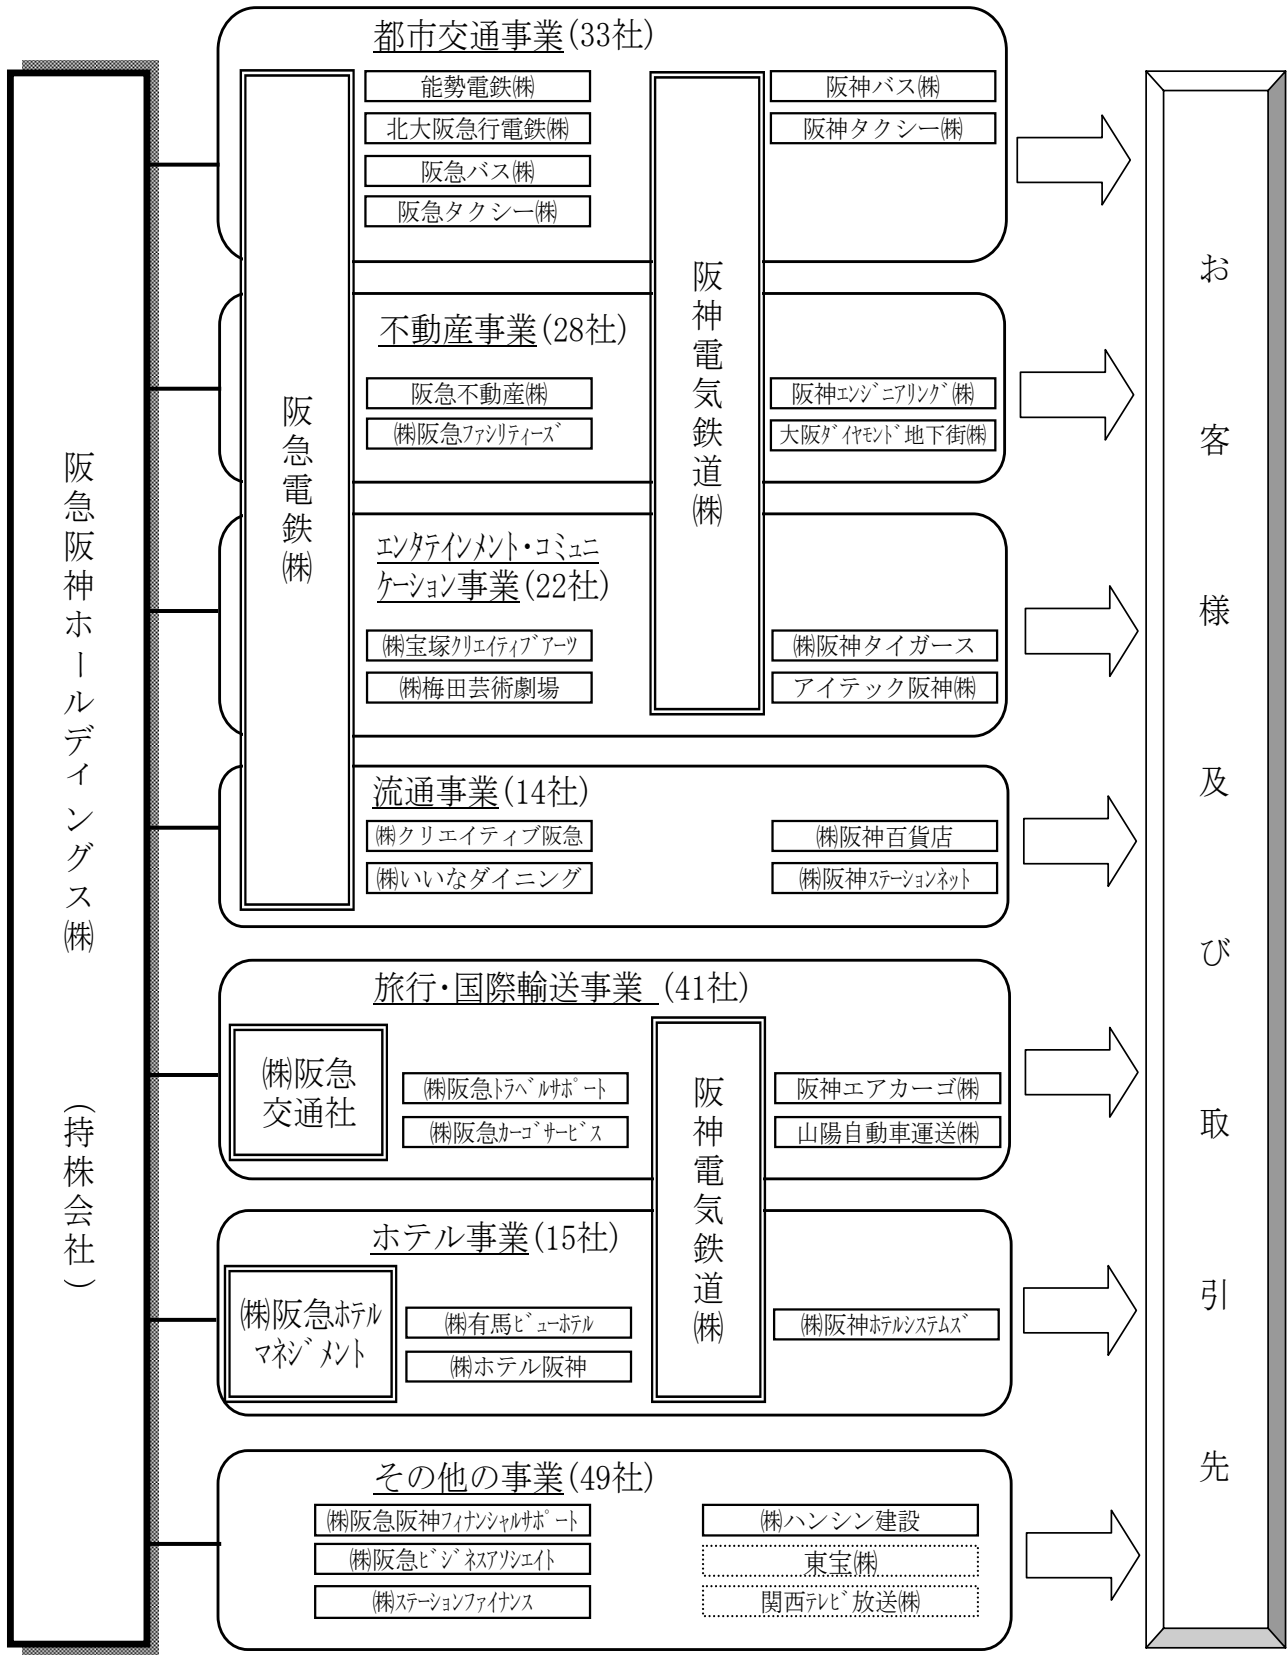 阪急阪神ホールディングス㈱ (持株会社)
都市交通事業(33社)
阪急電鉄㈱
能勢電鉄㈱
北大阪急行電鉄㈱
阪急バス㈱
阪急タクシー㈱
阪神電気鉄道㈱
阪神バス㈱
阪神タクシー㈱
不動産事業(28社)
阪急不動産㈱
㈱阪急ファシリティーズ
阪神エンジニアリング㈱
大阪ダイヤモンド地下街㈱
エンタテインメント・コミュニ
ケーション事業(22社)
㈱宝塚クリエイティブアーツ
㈱梅田芸術劇場
㈱阪神タイガース
アイテック阪神㈱
流通事業(14社)
㈱クリエイティブ阪急
㈱いいなダイニング
㈱阪神百貨店
㈱阪神ステーションネット
旅行・国際輸送事業 (41社)
㈱阪急
交通社
㈱阪急トラベルサポート
㈱阪急カーゴサービス
阪神電気鉄道㈱
阪神エアカーゴ㈱
山陽自動車運送㈱
ホテル事業(15社)
㈱阪急ホテル
マネジメント
㈱有馬ビューホテル
㈱ホテル阪神
㈱阪神ホテルシステムズ
その他の事業(49社)
㈱阪急阪神フィナンシャルサポート
㈱阪急ビジネスアソシエイト
㈱ステーションファイナンス
㈱ハンシン建設
東宝㈱
関西テレビ放送㈱
お客様及び取引先